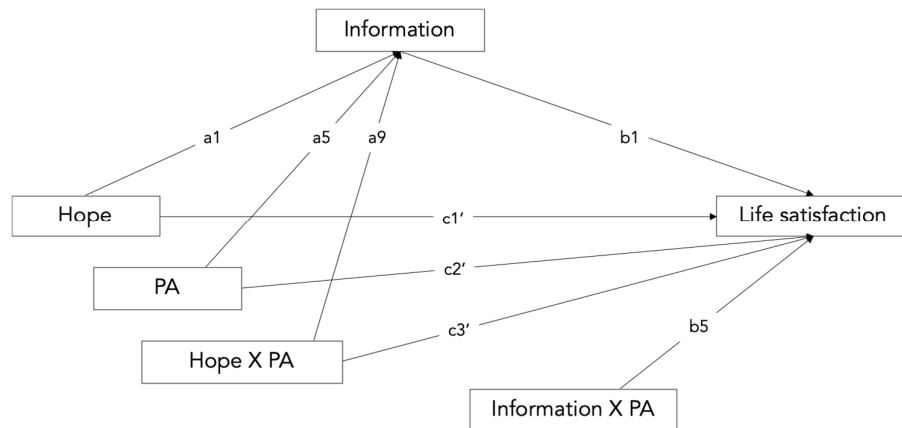 Information
a1
a5
a9
b1
Hope
c1’
Life satisfaction
PA
c2’
c3’
b5
Hope X PA
Information X PA